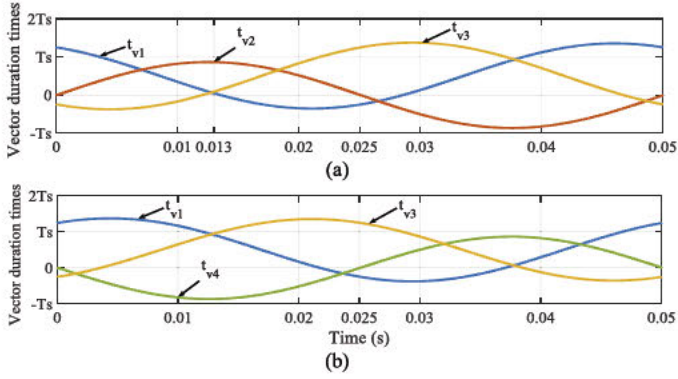 Vector duration times
2Ts
Ts
0
-Ts
tv1
tv2
tv3
0
0.01
0.013
0.02
0.025
0.03
0.04
0.05
(a)
Vector duration times
2Ts
Ts
0
-Ts
tv1
tv3
tv4
0
0.01
0.02
0.025
0.03
0.04
0.05
Time (s)
(b)